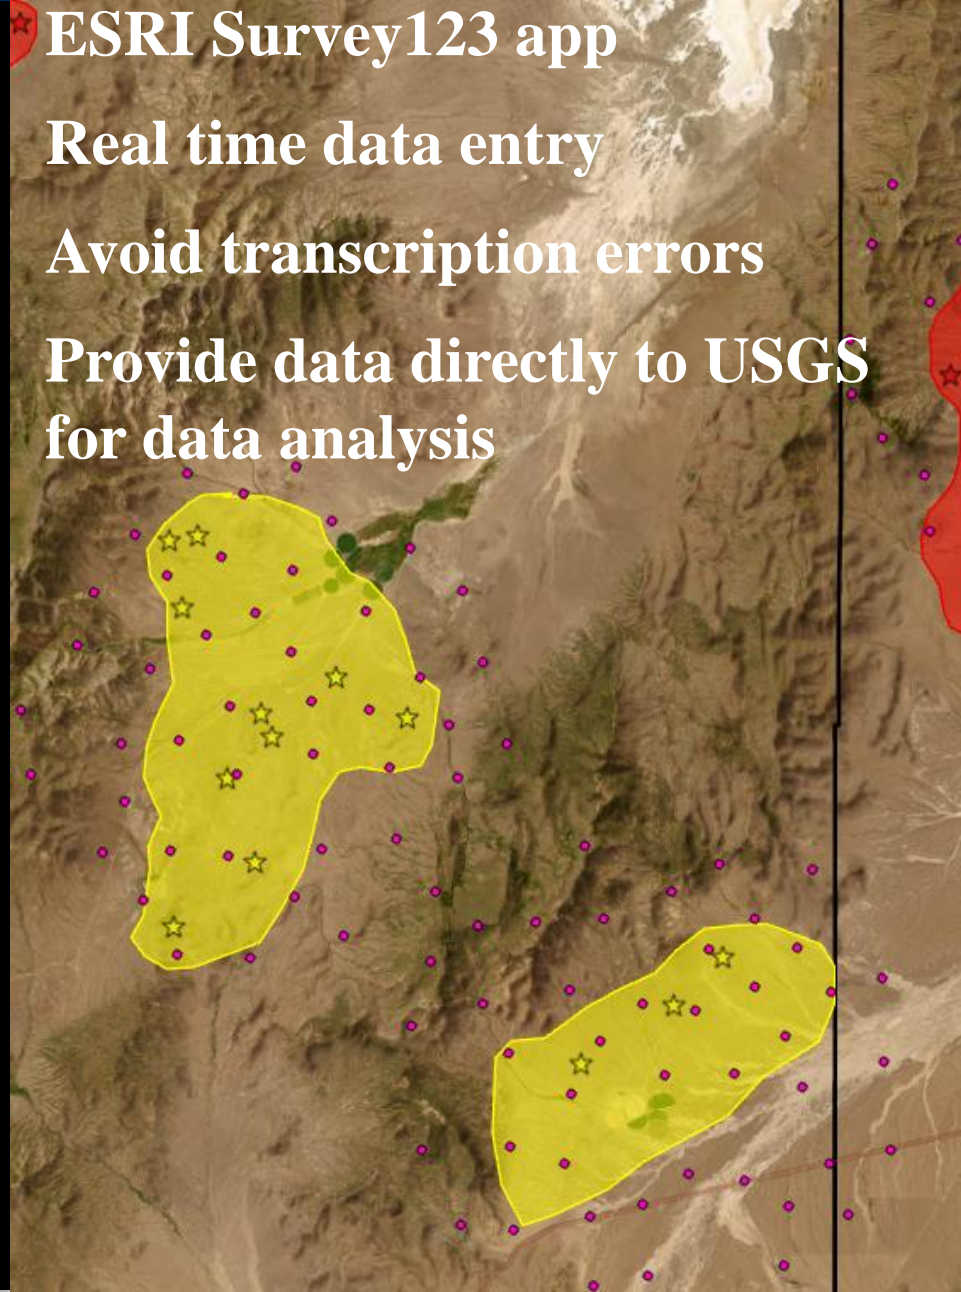 ESRI Survey123 app
Real time data entry
Avoid transcription errors
Provide data directly to USGS
for data analysis